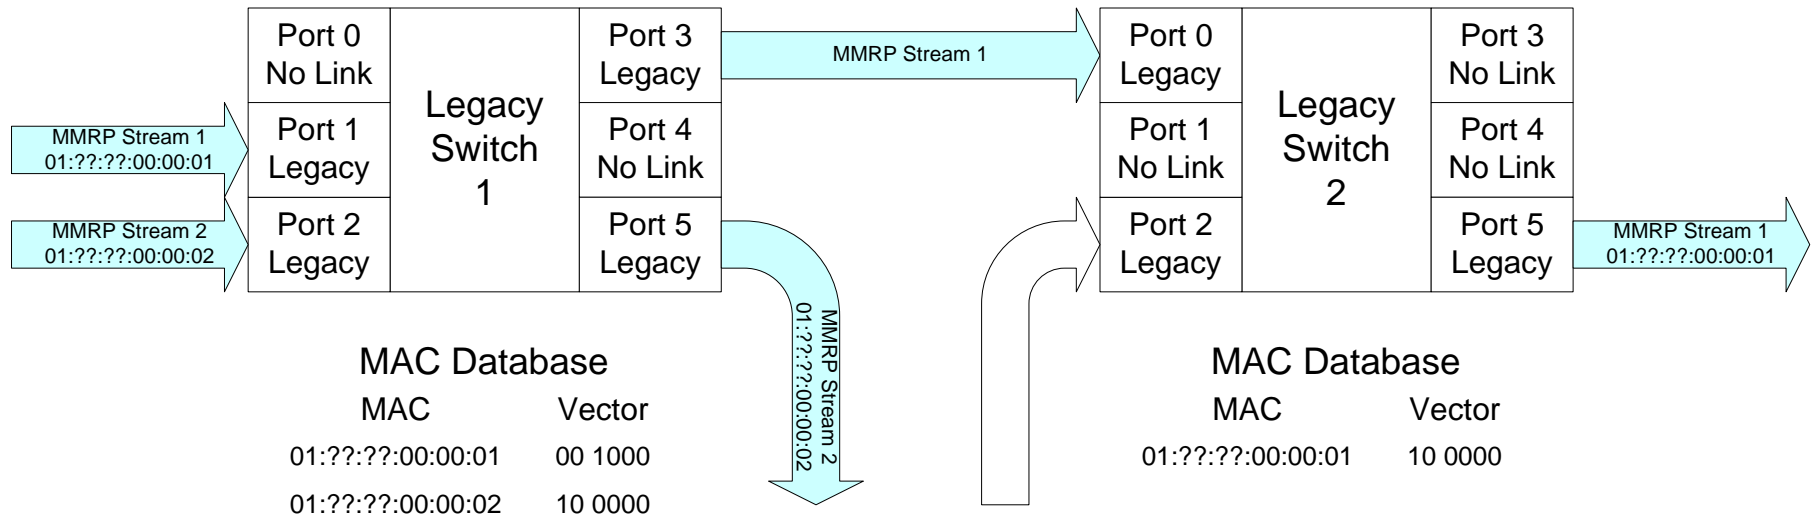 Port 0
No Link
Port 1
Legacy
Port 2
Legacy
Legacy
Switch
1
Port 3
Legacy
Port 4
No Link
Port 5
Legacy
MMRP Stream 1
01:??:??:00:00:01
MMRP Stream 2
01:??:??:00:00:02
MMRP Stream 1
MMRP Stream 2
01:??:??:00:00:02
Port 0
Legacy
Port 1
No Link
Port 2
Legacy
Legacy
Switch
2
Port 3
No Link
Port 4
No Link
Port 5
Legacy
MMRP Stream 1
01:??:??:00:00:01
MAC Database
MAC Vector
01:??:??:00:00:01 00 1000
01:??:??:00:00:02 10 0000
MAC Database
MAC Vector
01:??:??:00:00:01 10 0000